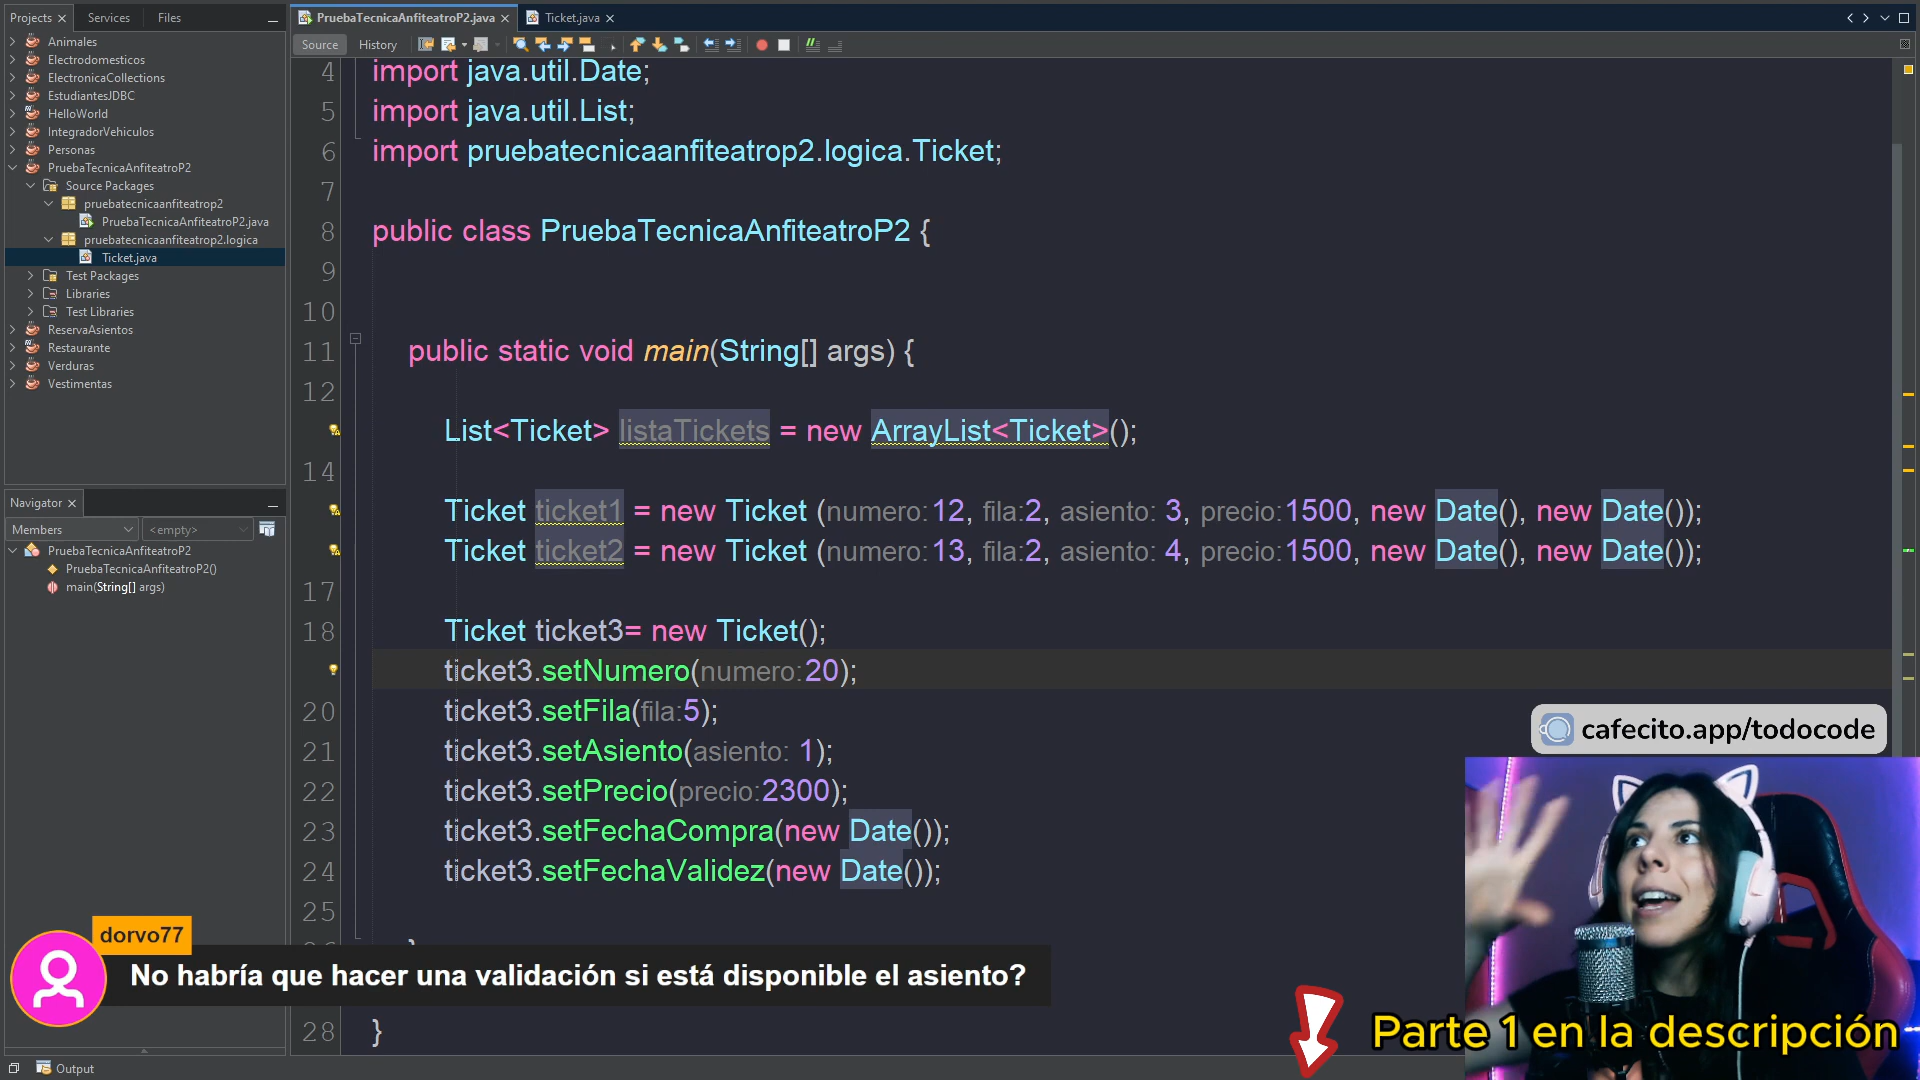 Projects
Services
Files
Animales
Electrodomesticos
ElectronicaCollections
EstudiantesJDBC
HelloWorld
IntegradorVehiculos
Personas
PruebaTecnicaAnfiteatroP2
Source Packages
pruebatecnicaanfiteatrop2
PruebaTecnicaAnfiteatroP2.java
pruebatecnicaanfiteatrop2.logica
Ticket.java
Test Packages
Libraries
Test Libraries
ReservaAsientos
Restaurante
Verduras
Vestimentas
Navigator
Members
<empty>
PruebaTecnicaAnfiteatroP2
PruebaTecnicaAnfiteatroP2()
main(String[] args)
PruebaTecnicaAnfiteatroP2.java
Ticket.java
Source
History
4 import java.util.Date;
5 import java.util.List;
6 import pruebatecnicaanfiteatrop2.logica.Ticket;
7
8 public class PruebaTecnicaAnfiteatroP2 {
9
10
11 public static void main(String[] args) {
12
List<Ticket> listaTickets = new ArrayList<Ticket>();
14
Ticket ticket1 = new Ticket (numero:12, fila:2, asiento: 3, precio:1500, new Date(), new Date());
Ticket ticket2 = new Ticket (numero:13, fila:2, asiento: 4, precio:1500, new Date(), new Date());
17
18 Ticket ticket3= new Ticket();
ticket3.setNumero(numero:20);
20 ticket3.setFila(fila:5);
21 ticket3.setAsiento(asiento: 1);
22 ticket3.setPrecio(precio:2300);
23 ticket3.setFechaCompra(new Date());
24 ticket3.setFechaValidez(new Date());
25
28 }
cafecito.app/todocode
dorvo77
No habría que hacer una validación si está disponible el asiento?
Parte 1 en la descripción
Output